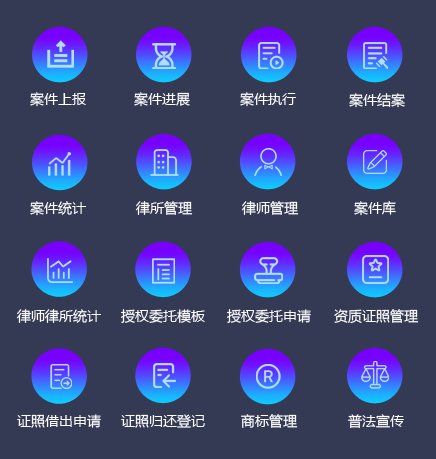 案件上报 案件进展 案件执行 案件结案
案件统计 律所管理 律师管理 案件库
律师律所统计 授权委托模板 授权委托申请 资质证照管理
证照借出申请 证照归还登记 商标管理 普法宣传